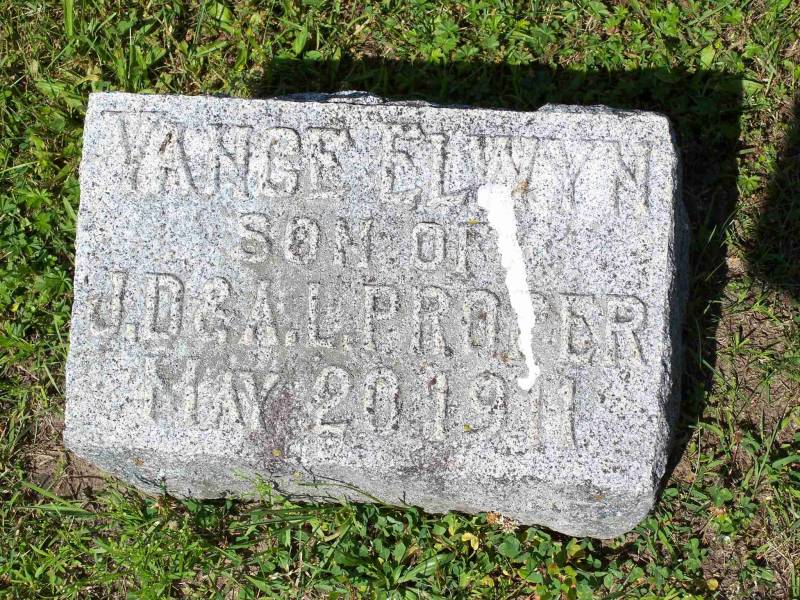 VANCE ELWYN
SON OF
J.D.&A.L.PROPER
MAY 20 1911